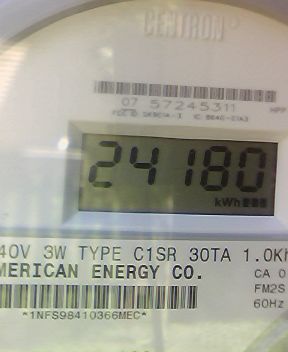 CENTRON
07 57245311
24180
kWh
40V 3W TYPE C1SR 30TA 1.0Kh
MERICAN ENERGY CO.
CA 0
FM2S
60Hz
*1NFS98410366MEC*